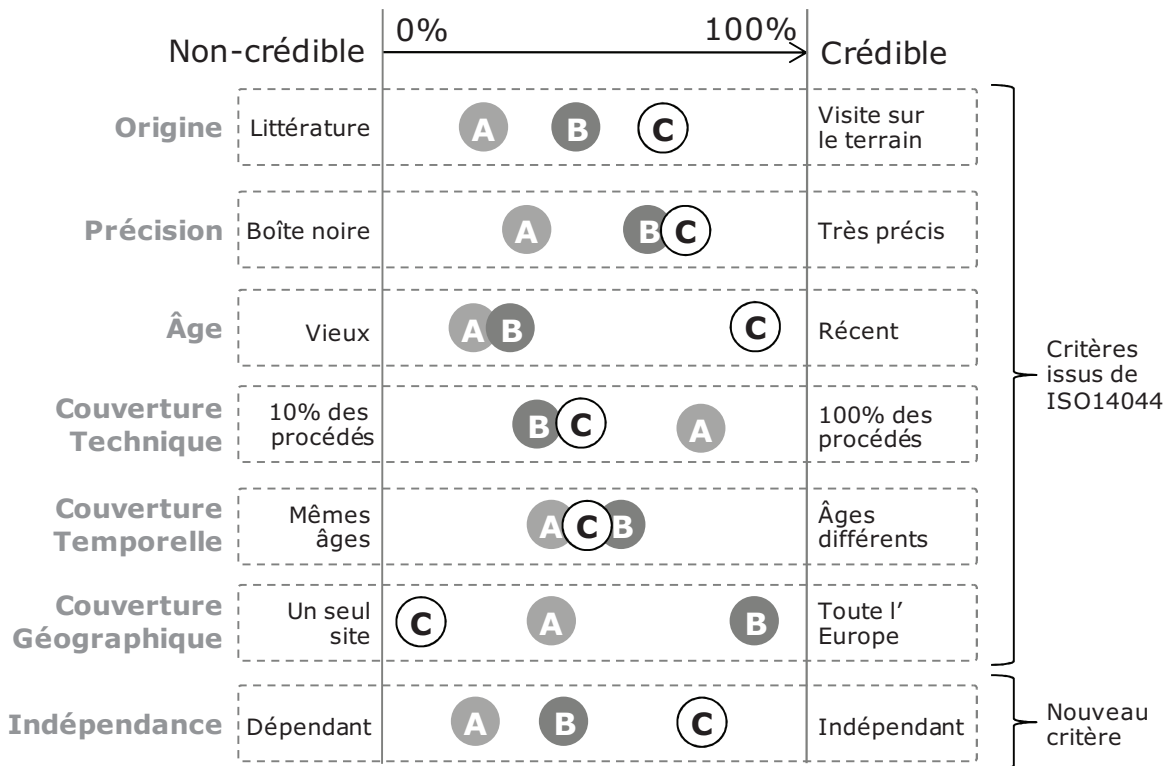 0%
100%
Non-crédible
Crédible
Origine
Littérature
A
B
C
Visite sur
le terrain
Précision
Boîte noire
A
B
C
Très précis
Âge
Vieux
A
B
C
Récent
Couverture
Technique
10% des
procédés
B
C
A
100% des
procédés
Couverture
Temporelle
Mêmes
âges
A
C
B
Âges
différents
Couverture
Géographique
Un seul
site
C
A
B
Toute l’
Europe
Critères
issus de
ISO14044
Indépendance
Dépendant
A
B
C
Indépendant
Nouveau
critère